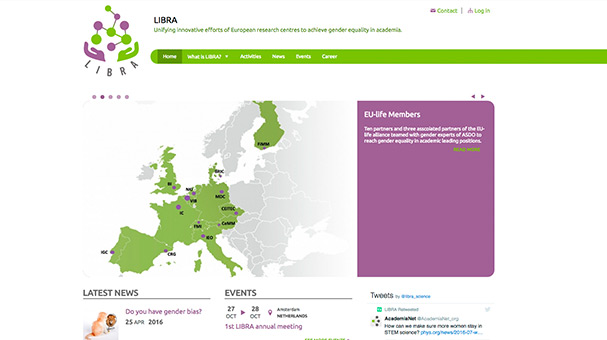 LIBRA
LIBRA
Unifying innovative efforts of European research centres to achieve gender equality in academia.
Contact | Log in
Home What is LIBRA? Activities News Events Career
EU-life Members
Ten partners and three associated partners of the EU-
life alliance teamed with gender experts of ASDO to
reach gender equality in academic leading positions.
READ MORE
FIMM
BRIC
BI
NKI
VIB
MDC
IC
CEITEC
CeMM
FMI
IEO
IGC
CRG
LATEST NEWS
Do you have gender bias?
25 APR 2016
EVENTS
27 OCT 28 OCT Amsterdam NETHERLANDS
1st LIBRA annual meeting
Tweets by @libra_science
LIBRA Retweeted
AcademiaNet @AcademiaNet_org
How can we make sure more women stay in
STEM science? phys.org/news/2016-07-w...